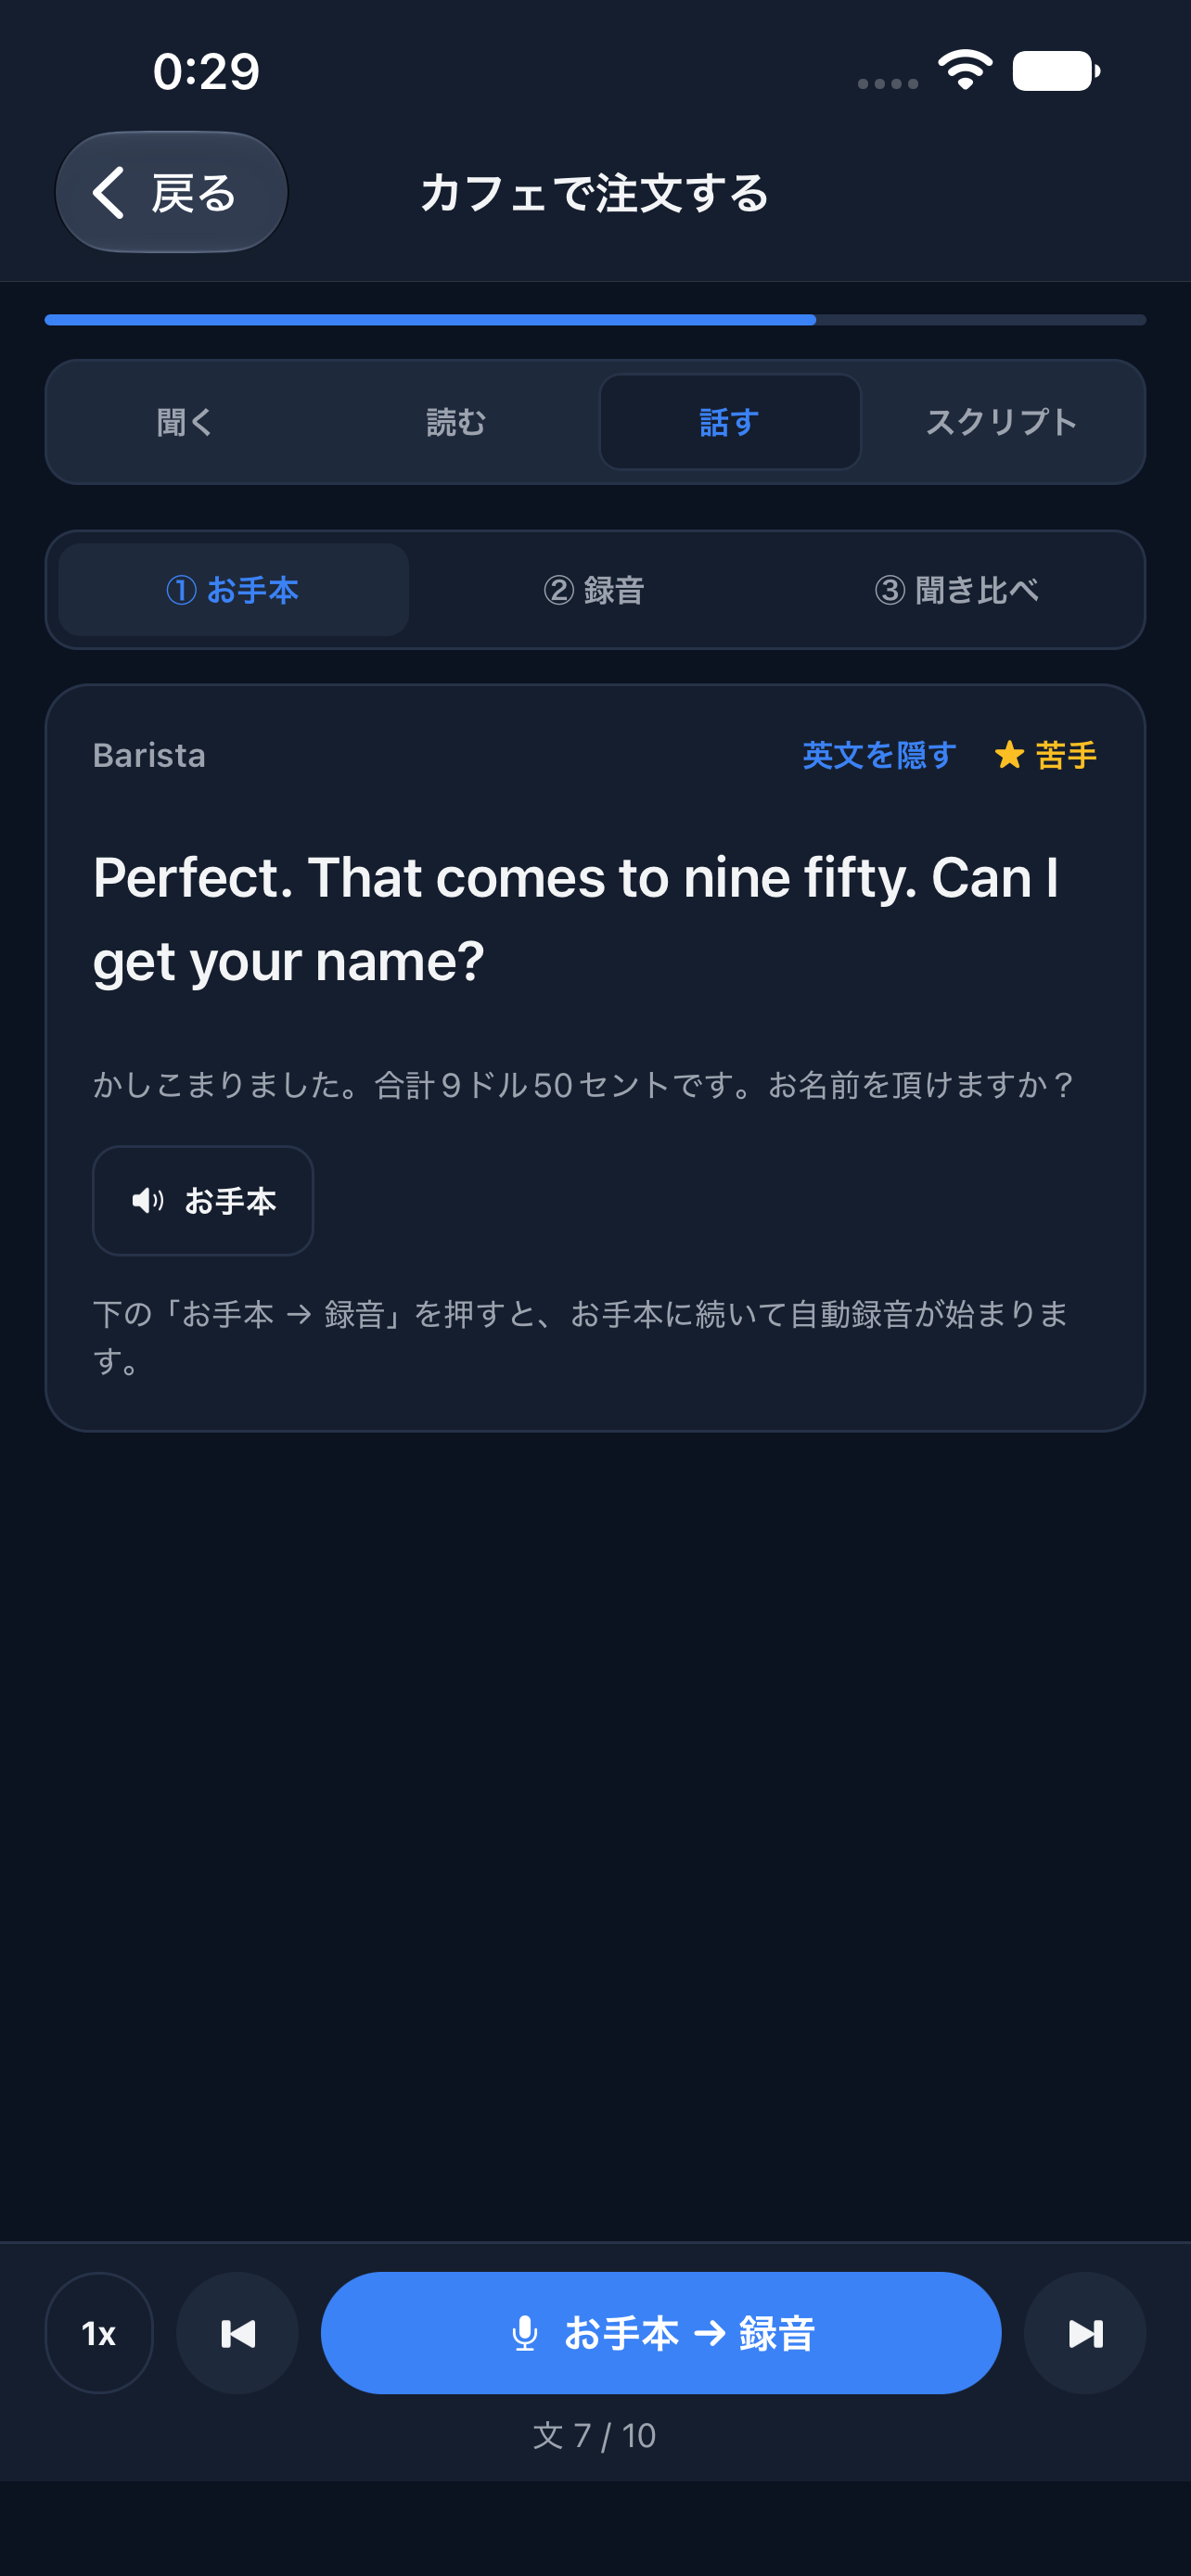 0:29
戻る
カフェで注文する
聞く 読む 話す スクリプト
① お手本 ② 録音 ③ 聞き比べ
Barista 英文を隠す ★ 苦手
Perfect. That comes to nine fifty. Can I
get your name?
かしこまりました。合計9ドル50セントです。お名前を頂けますか？
お手本
下の「お手本 → 録音」を押すと、お手本に続いて自動録音が始まりま
す。
1x お手本 → 録音
文 7 / 10